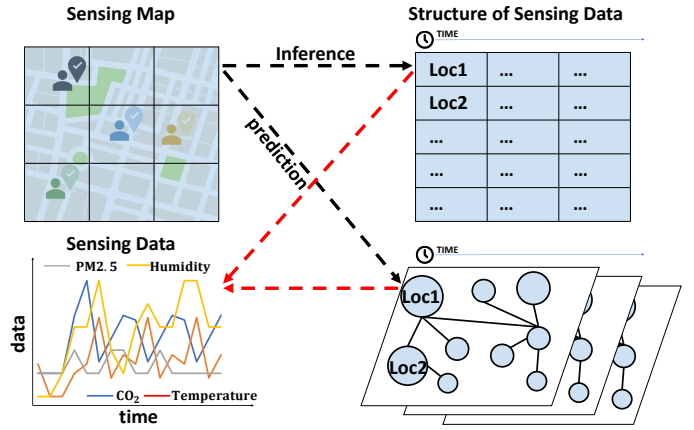 Sensing Map
Structure of Sensing Data
TIME
Inference
Loc1 ... ...
Loc2 ... ...
... ... ...
... ... ...
... ... ...
prediction
Sensing Data
TIME
PM2.5 Humidity
data
CO₂ Temperature
time
Loc1
Loc2